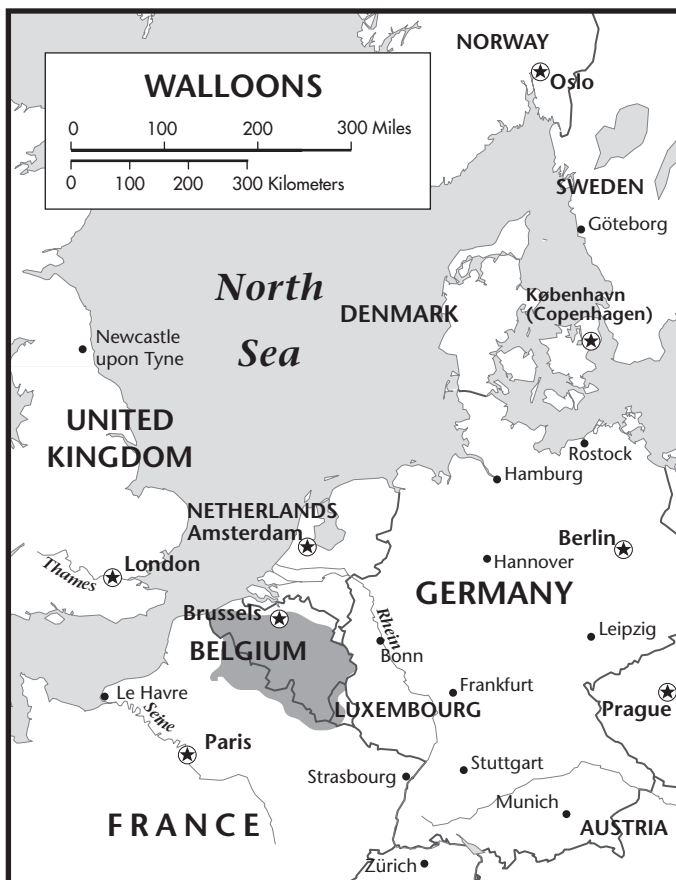 NORWAY
Oslo
WALLOONS
0 100 200 300 Miles
0 100 200 300 Kilometers
SWEDEN
Göteborg
North
Sea
DENMARK
København
(Copenhagen)
Newcastle
upon Tyne
UNITED
KINGDOM
Rostock
Hamburg
NETHERLANDS
Amsterdam
Berlin
Hannover
London
Thames
GERMANY
Brussels
Rhein
BELGIUM
Bonn
Leipzig
Frankfurt
Le Havre
LUXEMBOURG
Prague
Seine
Paris
Strasbourg
Stuttgart
Munich
FRANCE
AUSTRIA
Zürich